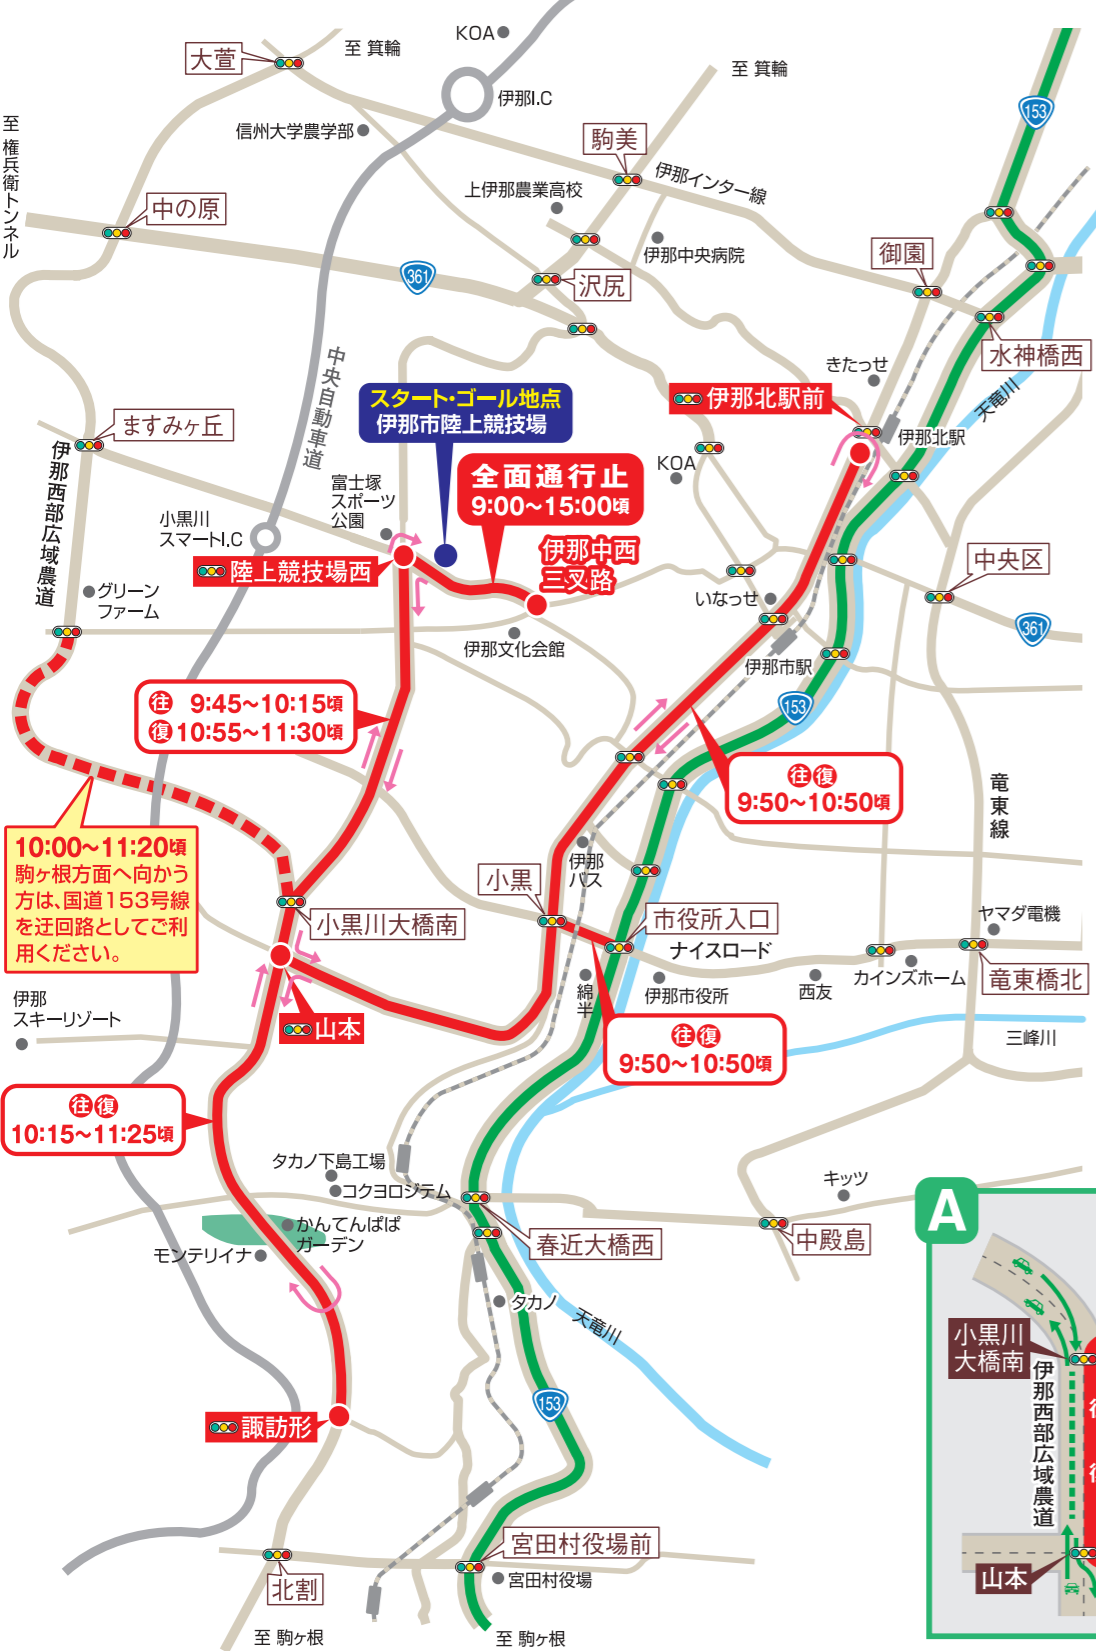 KOA
至 箕輪
大萱
伊那I.C
至 箕輪
153
信州大学農学部
至 権兵衛トンネル
駒美
伊那インター線
上伊那農業高校
中の原
伊那中央病院
御園
361
沢尻
水神橋西
中央自動車道
きたっせ
天竜川
スタート・ゴール地点
伊那市陸上競技場
伊那北駅前
伊那北駅
ますみヶ丘
伊那西部広域農道
KOA
全面通行止
9:00〜15:00頃
富士塚
スポーツ
公園
小黒川
スマートI.C
伊那中西
三叉路
中央区
陸上競技場西
グリーン
ファーム
いなっせ
361
伊那文化会館
伊那市駅
往 9:45〜10:15頃
復 10:55〜11:30頃
153
往復
9:50〜10:50頃
竜東線
10:00〜11:20頃
駒ヶ根方面へ向かう
方は、国道153号線
を迂回路としてご利
用ください。
伊那
バス
小黒
小黒川大橋南
市役所入口
ナイスロード
ヤマダ電機
カインズホーム
竜東橋北
西友
伊那市役所
綿半
伊那
スキーリゾート
山本
三峰川
往復
9:50〜10:50頃
往復
10:15〜11:25頃
タカノ下島工場
コクヨロジテム
キッツ
かんてんぱぱ
ガーデン
モンテリイナ
春近大橋西
中殿島
タカノ
天竜川
153
諏訪形
宮田村役場前
宮田村役場
北割
至 駒ヶ根
至 駒ヶ根
A
小黒川
大橋南
伊那西部広域農道
山本